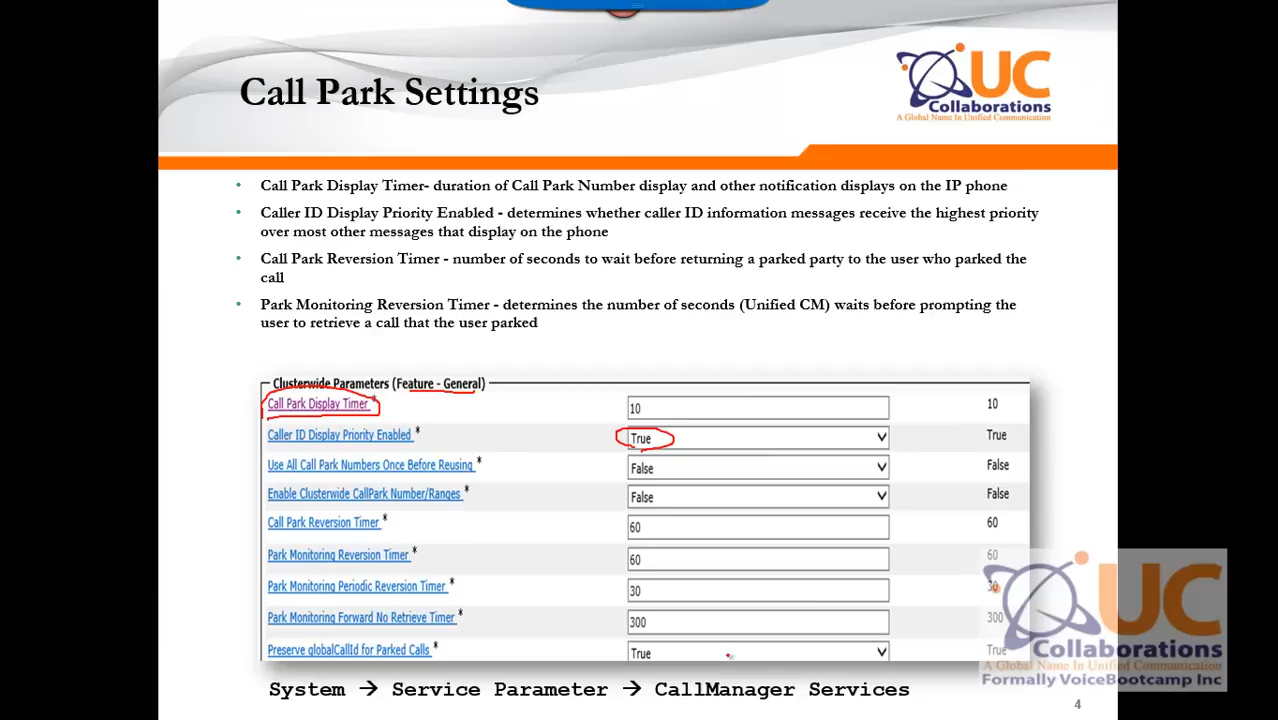 Call Park Settings
UC
Collaborations
A Global Name In Unified Communication
• Call Park Display Timer- duration of Call Park Number display and other notification displays on the IP phone
• Caller ID Display Priority Enabled - determines whether caller ID information messages receive the highest priority
over most other messages that display on the phone
• Call Park Reversion Timer - number of seconds to wait before returning a parked party to the user who parked the
call
• Park Monitoring Reversion Timer - determines the number of seconds (Unified CM) waits before prompting the
user to retrieve a call that the user parked
Clusterwide Parameters (Feature - General)
Call Park Display Timer * 10 10
Caller ID Display Priority Enabled * True True
Use All Call Park Numbers Once Before Reusing * False False
Enable Clusterwide CallPark Number/Ranges * False False
Call Park Reversion Timer * 60 60
Park Monitoring Reversion Timer * 60 60
Park Monitoring Periodic Reversion Timer * 30 30
Park Monitoring Forward No Retrieve Timer * 300 300
Preserve globalCallId for Parked Calls * True True
UC
Collaborations
A Global Name In Unified Communication
Formally VoiceBootcamp Inc
System → Service Parameter → CallManager Services
4